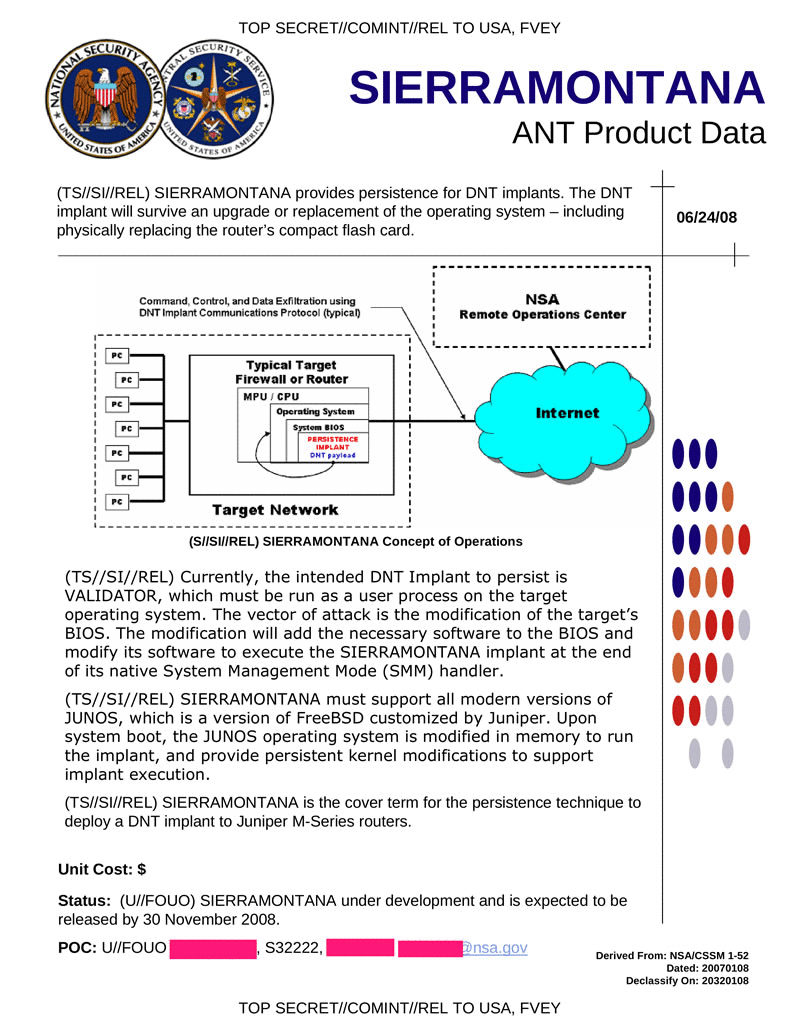 TOP SECRET//COMINT//REL TO USA, FVEY
NATIONAL SECURITY AGENCY
UNITED STATES OF AMERICA
CENTRAL SECURITY SERVICE
UNITED STATES OF AMERICA
SIERRAMONTANA
ANT Product Data
(TS//SI//REL) SIERRAMONTANA provides persistence for DNT implants. The DNT
implant will survive an upgrade or replacement of the operating system – including
physically replacing the router's compact flash card.
06/24/08
Command, Control, and Data Exfiltration using
DNT Implant Communications Protocol (typical)
NSA
Remote Operations Center
PC
PC
PC
PC
PC
PC
PC
Typical Target
Firewall or Router
MPU / CPU
Operating System
System BIOS
PERSISTENCE
IMPLANT
DNT payload
Internet
Target Network
(S//SI//REL) SIERRAMONTANA Concept of Operations
(TS//SI//REL) Currently, the intended DNT Implant to persist is
VALIDATOR, which must be run as a user process on the target
operating system. The vector of attack is the modification of the target's
BIOS. The modification will add the necessary software to the BIOS and
modify its software to execute the SIERRAMONTANA implant at the end
of its native System Management Mode (SMM) handler.
(TS//SI//REL) SIERRAMONTANA must support all modern versions of
JUNOS, which is a version of FreeBSD customized by Juniper. Upon
system boot, the JUNOS operating system is modified in memory to run
the implant, and provide persistent kernel modifications to support
implant execution.
(TS//SI//REL) SIERRAMONTANA is the cover term for the persistence technique to
deploy a DNT implant to Juniper M-Series routers.
Unit Cost: $
Status: (U//FOUO) SIERRAMONTANA under development and is expected to be
released by 30 November 2008.
POC: U//FOUO , S32222, @nsa.gov
Derived From: NSA/CSSM 1-52
Dated: 20070108
Declassify On: 20320108
TOP SECRET//COMINT//REL TO USA, FVEY